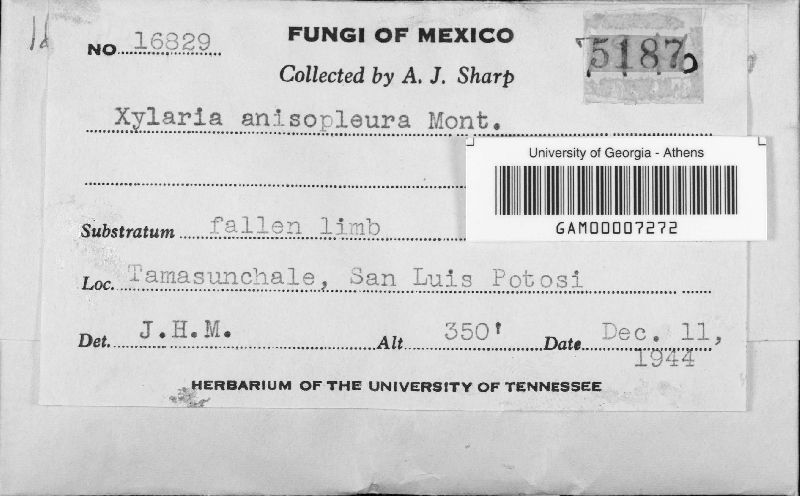 FUNGI OF MEXICO
NO. 16829
5187
Collected by A. J. Sharp
Xylaria anisopleura Mont.
University of Georgia - Athens
GAM00007272
Substratum fallen limb
Loc. Tamasunchale, San Luis Potosi
Det. J.H.M. Alt 350' Date Dec. 11,
1944
HERBARIUM OF THE UNIVERSITY OF TENNESSEE